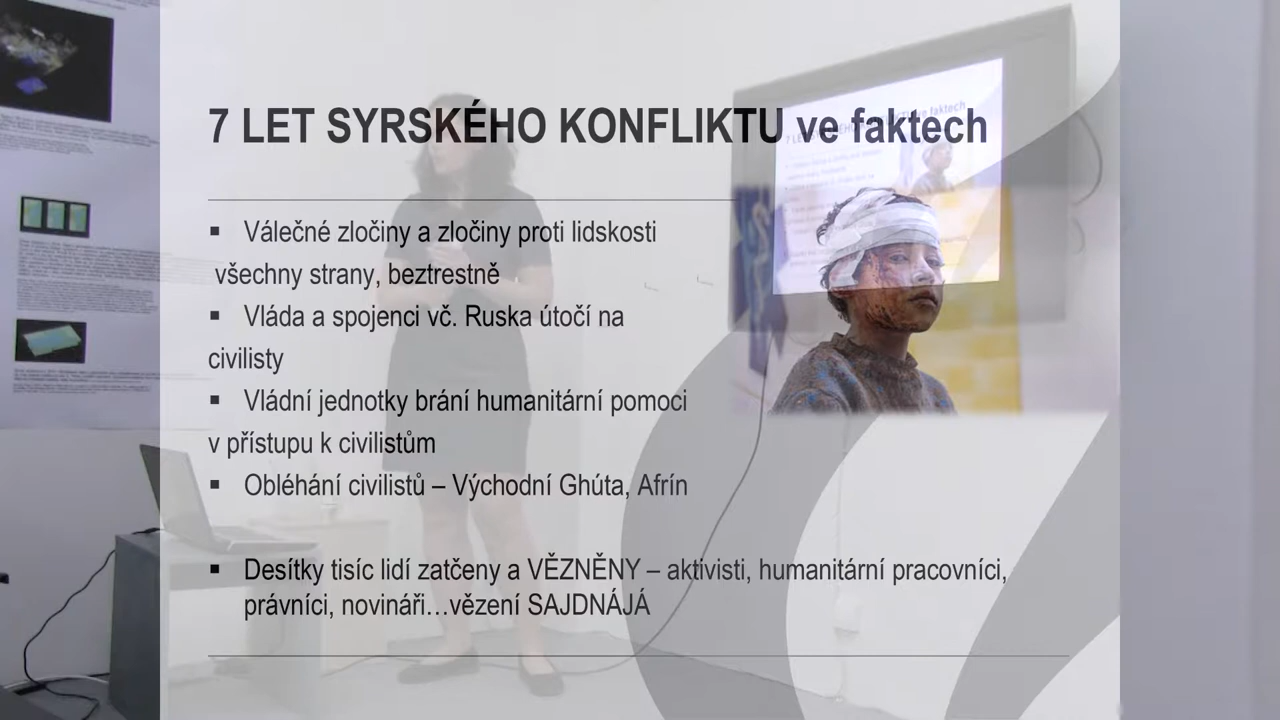 7 LET SYRSKÉHO KONFLIKTU ve faktech
▪ Válečné zločiny a zločiny proti lidskosti
všechny strany, beztrestně
▪ Vláda a spojenci vč. Ruska útočí na
civilisty
▪ Vládní jednotky brání humanitární pomoci
v přístupu k civilistům
▪ Obléhání civilistů – Východní Ghúta, Afrín
▪ Desítky tisíc lidí zatčeny a VĚZNĚNY – aktivisti, humanitární pracovníci,
právníci, novináři…vězení SAJDNÁJÁ